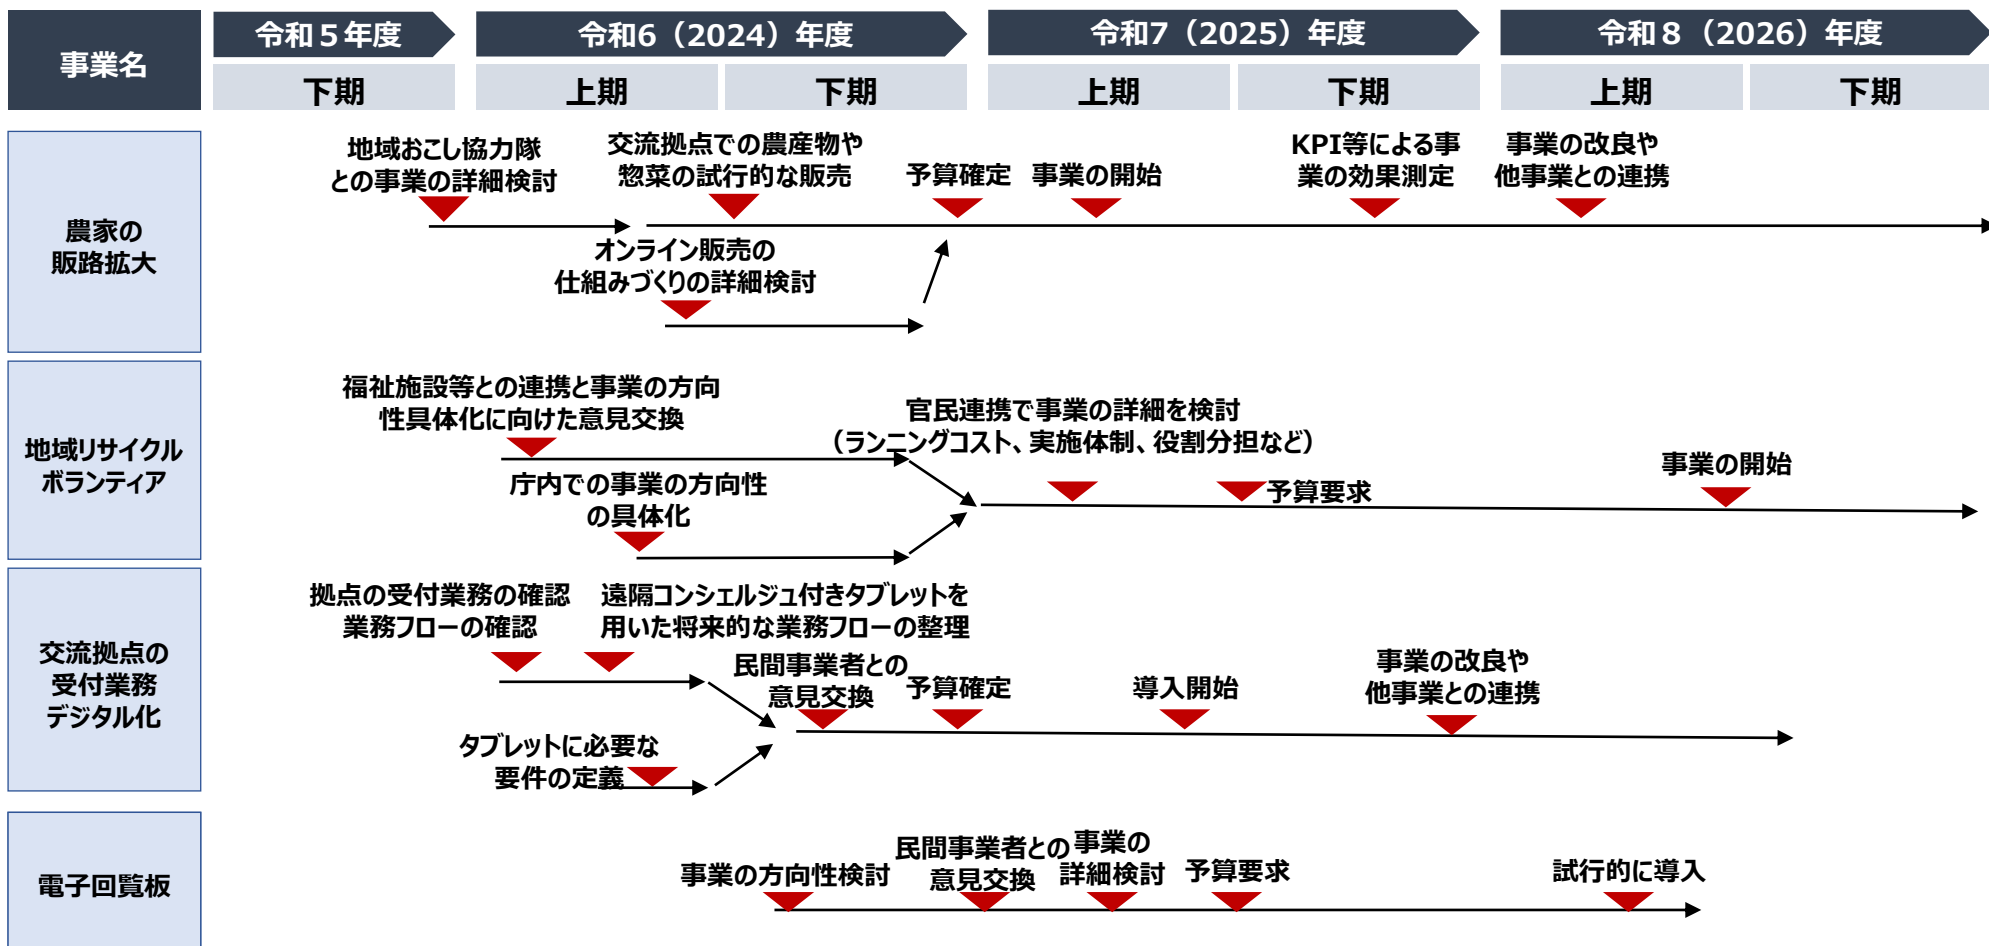 事業名
令和５年度
令和6（2024）年度
令和7（2025）年度
令和８（2026）年度
下期
上期
下期
上期
下期
上期
下期
農家の
販路拡大
地域おこし協力隊
との事業の詳細検討
交流拠点での農産物や
惣菜の試行的な販売
予算確定
事業の開始
KPI等による事
業の効果測定
事業の改良や
他事業との連携
オンライン販売の
仕組みづくりの詳細検討
地域リサイクル
ボランティア
福祉施設等との連携と事業の方向
性具体化に向けた意見交換
官民連携で事業の詳細を検討
（ランニングコスト、実施体制、役割分担など）
庁内での事業の方向性
の具体化
予算要求
事業の開始
交流拠点の
受付業務
デジタル化
拠点の受付業務の確認
業務フローの確認
遠隔コンシェルジュ付きタブレットを
用いた将来的な業務フローの整理
民間事業者との
意見交換
予算確定
導入開始
事業の改良や
他事業との連携
タブレットに必要な
要件の定義
電子回覧板
事業の方向性検討
民間事業者との
意見交換
事業の
詳細検討
予算要求
試行的に導入